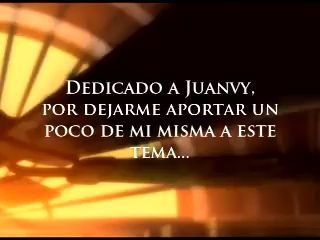 Dedicado a Juanvy,
por dejarme aportar un
poco de mi misma a este
tema...